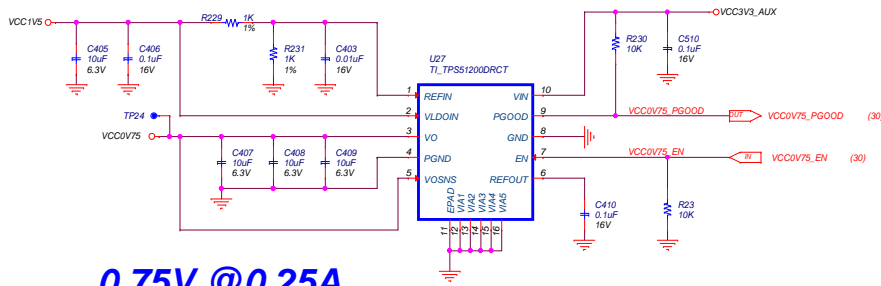 VCC1V5
R229 1K
1%
C405
10uF
6.3V
C406
0.1uF
16V
R231
1K
1%
C403
0.01uF
16V
U27
TI_TPS51200DRCT
VCC3V3_AUX
R230
10K
C510
0.1uF
16V
TP24
VCC0V75
1 REFIN
2 VLDOIN
3 VO
4 PGND
5 VOSNS
VIN 10
PGOOD 9
GND 8
EN 7
REFOUT 6
EPAD
VIA1
VIA2
VIA3
VIA4
VIA5
11
12
13
14
15
16
VCC0V75_PGOOD
OUT
VCC0V75_PGOOD (30)
VCC0V75_EN
IN
VCC0V75_EN (30)
C407
10uF
6.3V
C408
10uF
6.3V
C409
10uF
6.3V
C410
0.1uF
16V
R23
10K
0.75V @0.25A